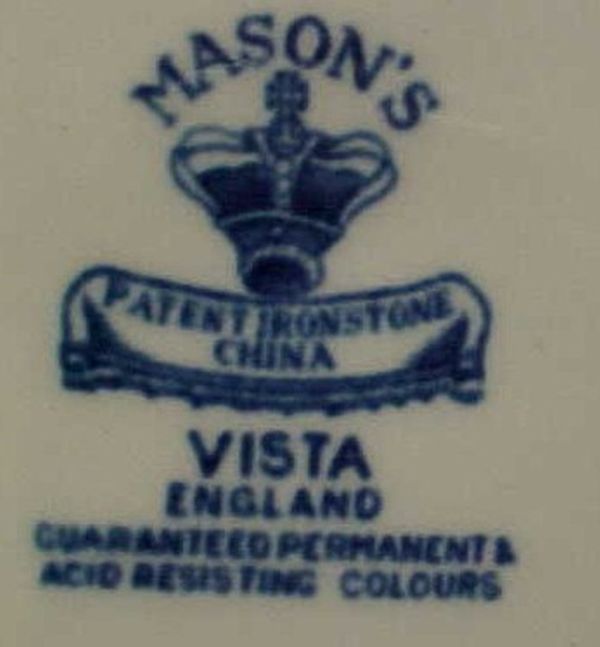 MASON'S
PATENT IRONSTONE
CHINA
VISTA
ENGLAND
GUARANTEED PERMANENT &
ACID RESISTING COLOURS